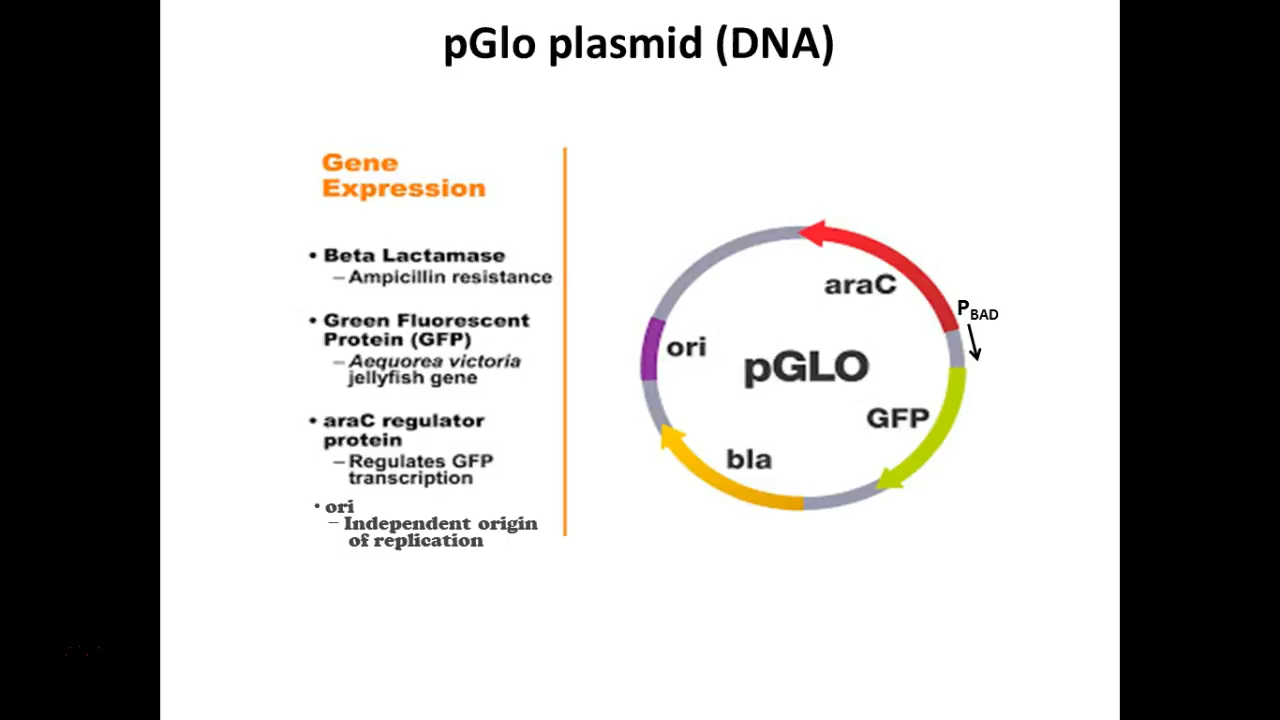 pGlo plasmid (DNA)
Gene
Expression
• Beta Lactamase
– Ampicillin resistance
• Green Fluorescent
Protein (GFP)
– Aequorea victoria
jellyfish gene
• araC regulator
protein
– Regulates GFP
transcription
• ori
– Independent origin
of replication
araC
PBAD
ori
pGLO
GFP
bla